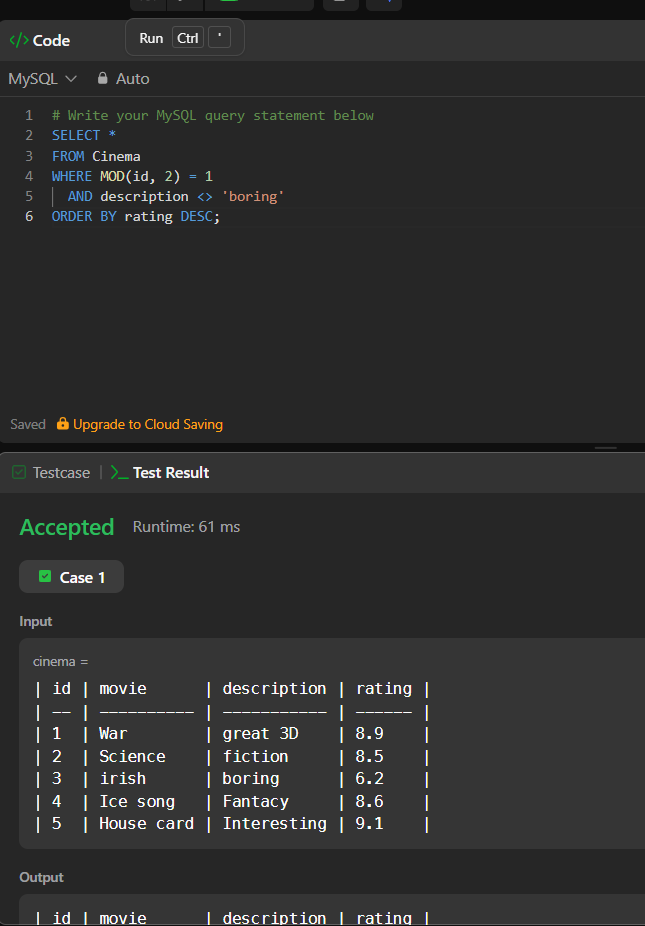 </> Code
Run Ctrl '
MySQL Auto
1 # Write your MySQL query statement below
2 SELECT *
3 FROM Cinema
4 WHERE MOD(id, 2) = 1
5 AND description <> 'boring'
6 ORDER BY rating DESC;
Saved Upgrade to Cloud Saving
Testcase | >_ Test Result
Accepted Runtime: 61 ms
Case 1
Input
cinema =
| id | movie | description | rating |
| -- | ---------- | ----------- | ------ |
| 1 | War | great 3D | 8.9 |
| 2 | Science | fiction | 8.5 |
| 3 | irish | boring | 6.2 |
| 4 | Ice song | Fantacy | 8.6 |
| 5 | House card | Interesting | 9.1 |
Output
| id | movie | description | rating |